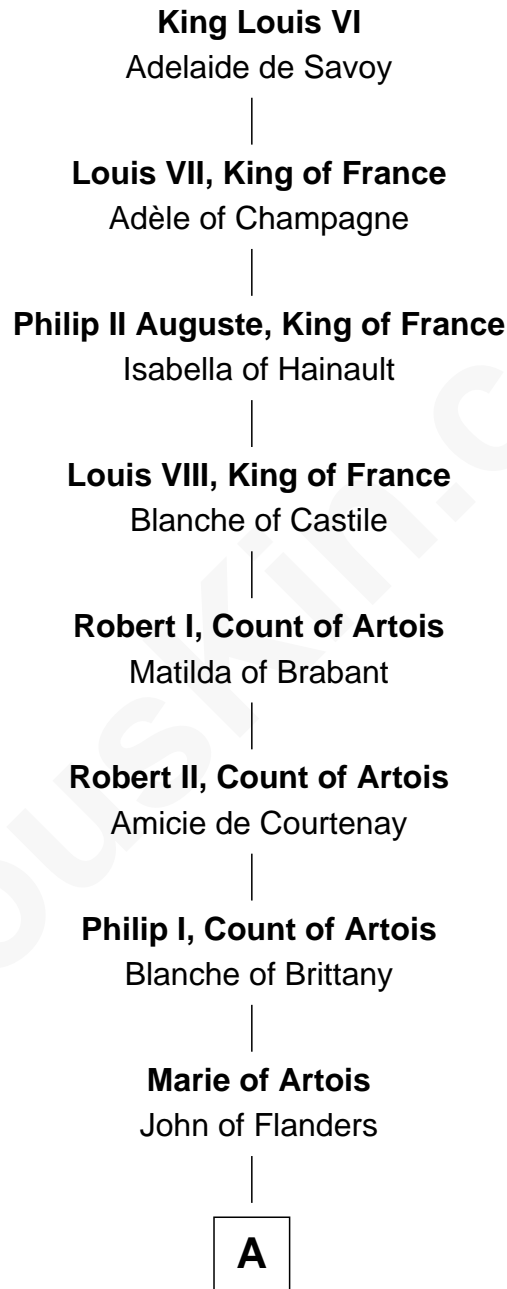 King Louis VI
Adelaide de Savoy
Louis VII, King of France
Adèle of Champagne
Philip II Auguste, King of France
Isabella of Hainault
Louis VIII, King of France
Blanche of Castile
Robert I, Count of Artois
Matilda of Brabant
Robert II, Count of Artois
Amicie de Courtenay
Philip I, Count of Artois
Blanche of Brittany
Marie of Artois
John of Flanders
A